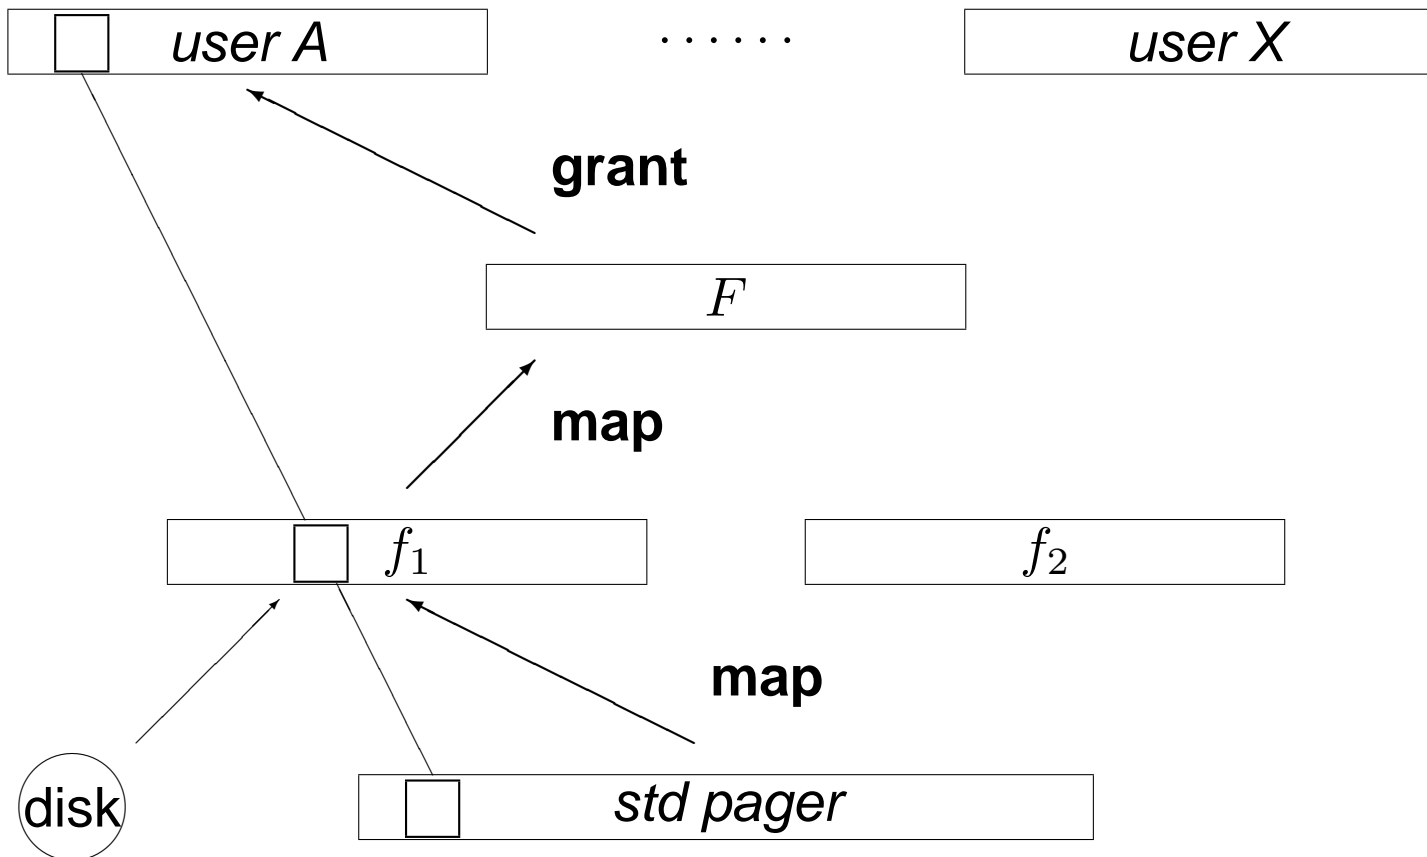 user A ...... user X
grant
F
map
f₁ f₂
map
disk std pager